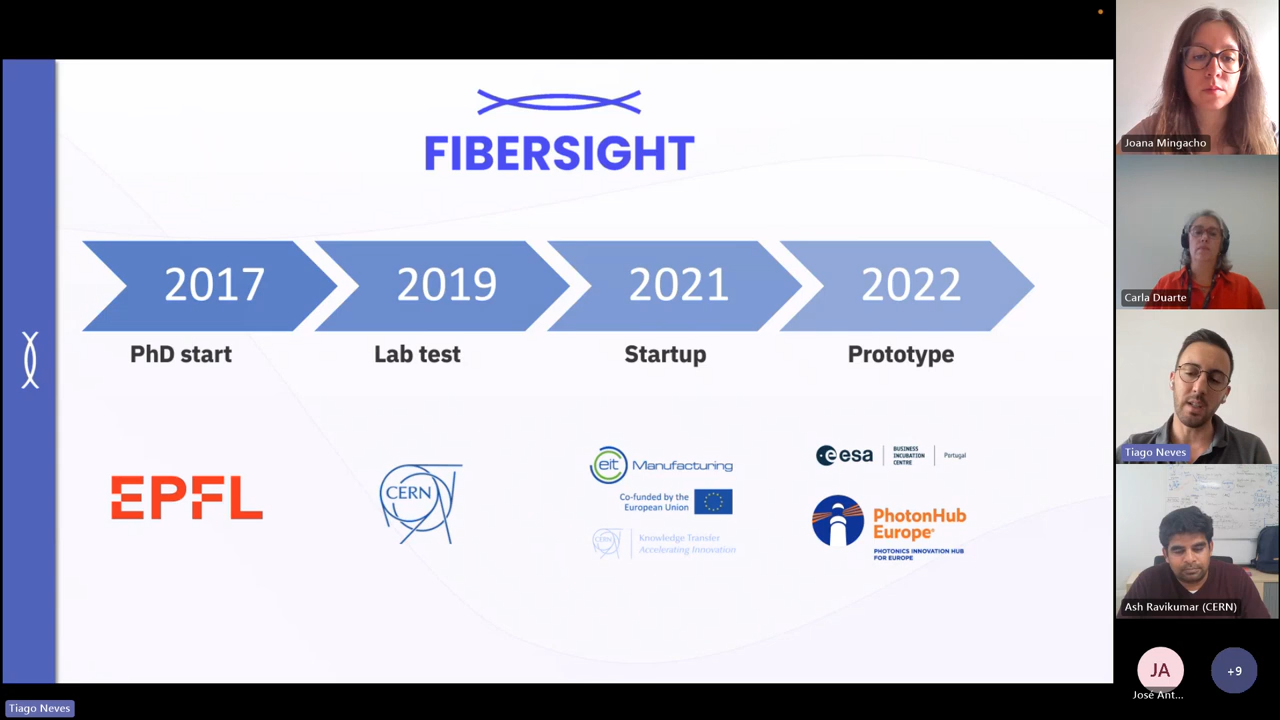 FIBERSIGHT
2017
2019
2021
2022
PhD start
Lab test
Startup
Prototype
EPFL
CERN
eit Manufacturing
Co-funded by the
European Union
CERN
Knowledge Transfer
Accelerating Innovation
esa
BUSINESS
INCUBATION
CENTRE
Portugal
PhotonHub
Europe
PHOTONICS INNOVATION HUB
FOR EUROPE
Joana Mingacho
Carla Duarte
Tiago Neves
Ash Ravikumar (CERN)
JA
José Ant...
+9
Tiago Neves